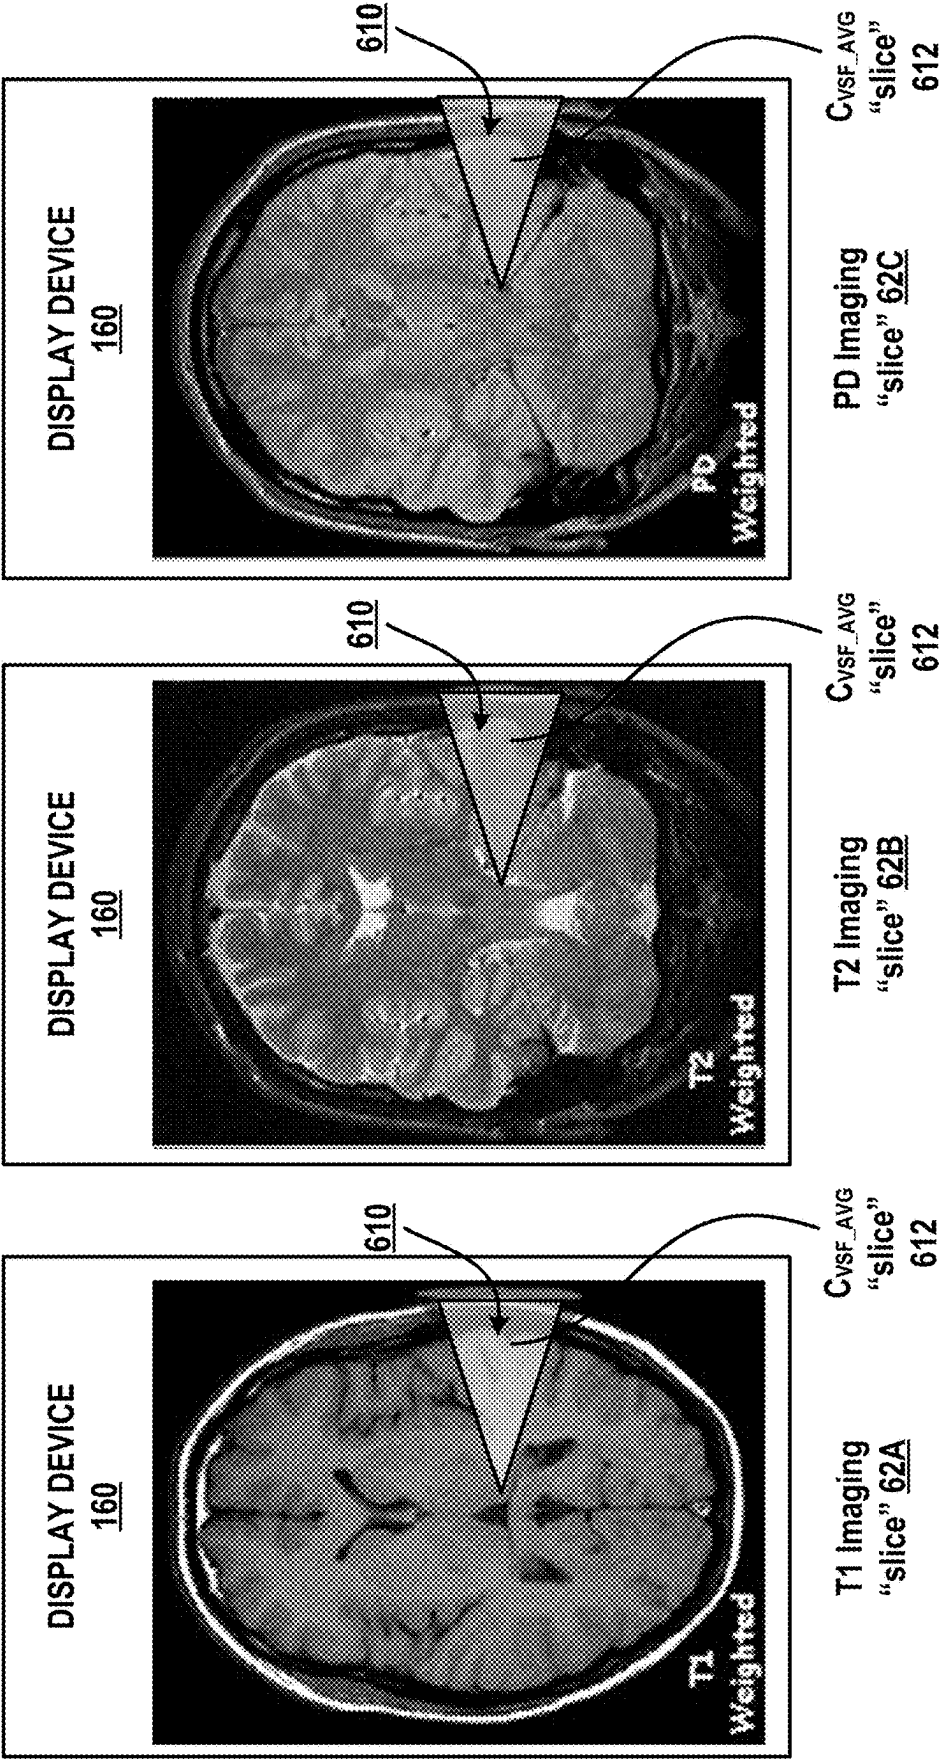 DISPLAY DEVICE
160
T1
Weighted
610
T1 Imaging
“slice” 62A
CVSF_AVG
“slice”
612
DISPLAY DEVICE
160
T2
Weighted
610
T2 Imaging
“slice” 62B
CVSF_AVG
“slice”
612
DISPLAY DEVICE
160
PD
Weighted
610
PD Imaging
“slice” 62C
CVSF_AVG
“slice”
612